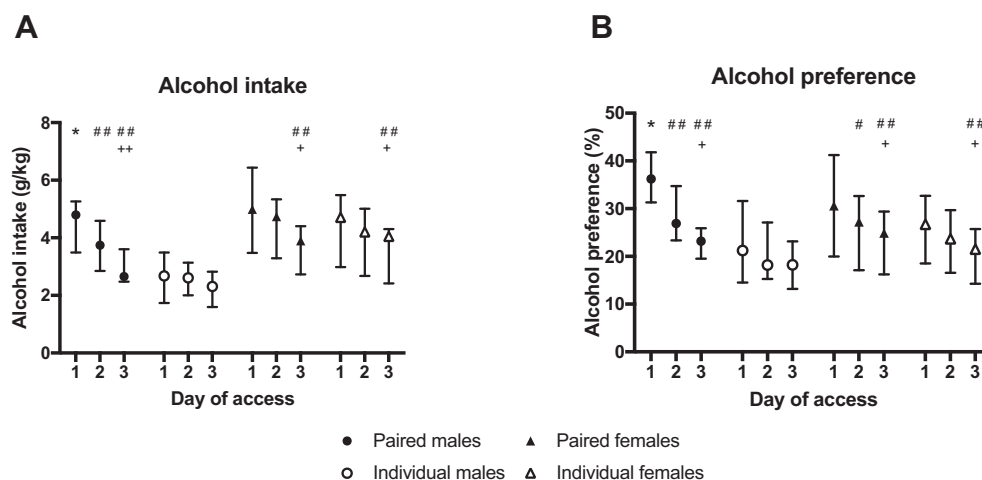 A
Alcohol intake
Alcohol intake (g/kg)
8
6
4
2
0
* ## ## ## ##
++ + +
1 2 3 1 2 3 1 2 3 1 2 3
Day of access
B
Alcohol preference
Alcohol preference (%)
50
40
30
20
10
0
* ## ## # ## ##
+ + +
1 2 3 1 2 3 1 2 3 1 2 3
Day of access
Paired males
Paired females
Individual males
Individual females